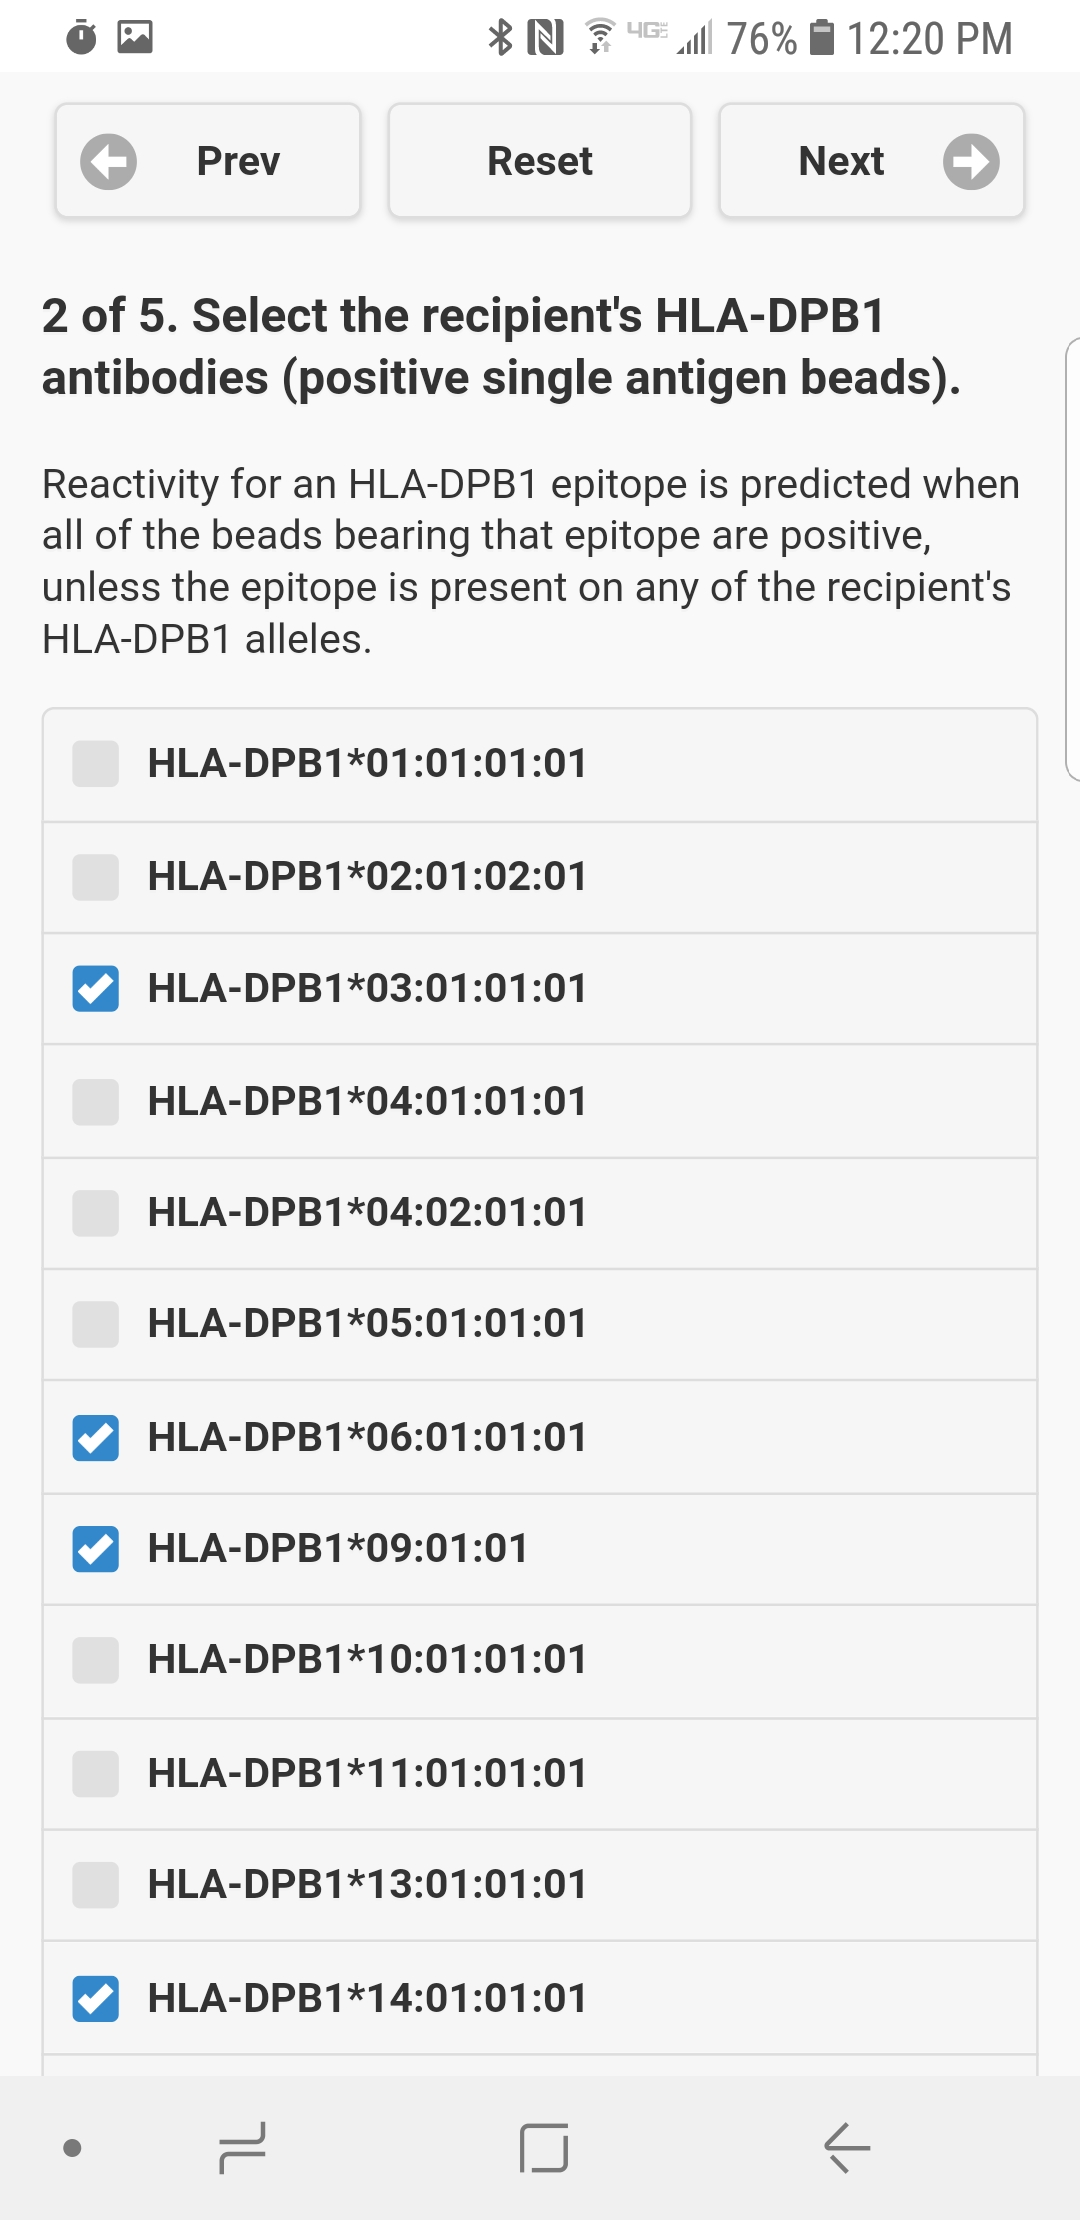 76% 12:20 PM
Prev Reset Next
2 of 5. Select the recipient's HLA-DPB1
antibodies (positive single antigen beads).
Reactivity for an HLA-DPB1 epitope is predicted when
all of the beads bearing that epitope are positive,
unless the epitope is present on any of the recipient's
HLA-DPB1 alleles.
HLA-DPB1*01:01:01:01
HLA-DPB1*02:01:02:01
HLA-DPB1*03:01:01:01
HLA-DPB1*04:01:01:01
HLA-DPB1*04:02:01:01
HLA-DPB1*05:01:01:01
HLA-DPB1*06:01:01:01
HLA-DPB1*09:01:01
HLA-DPB1*10:01:01:01
HLA-DPB1*11:01:01:01
HLA-DPB1*13:01:01:01
HLA-DPB1*14:01:01:01